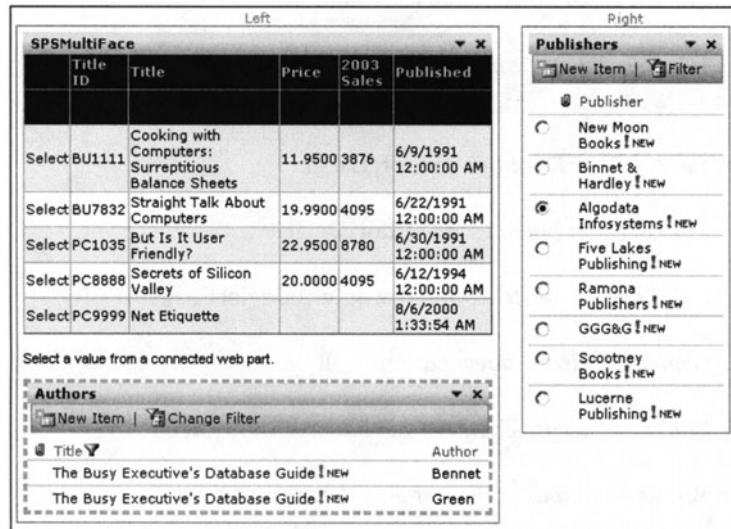 Left
SPSMultiFace
Title ID Title Price 2003 Sales Published
Select BU1111 Cooking with Computers: Surreptitious Balance Sheets 11.9500 3876 6/9/1991 12:00:00 AM
Select BU7832 Straight Talk About Computers 19.9900 4095 6/22/1991 12:00:00 AM
Select PC1035 But Is It User Friendly? 22.9500 8780 6/30/1991 12:00:00 AM
Select PC8888 Secrets of Silicon Valley 20.0000 4095 6/12/1994 12:00:00 AM
Select PC9999 Net Etiquette 8/6/2000 1:33:54 AM
Select a value from a connected web part.
Authors
New Item | Change Filter
Title Author
The Busy Executive's Database Guide ! NEW Bennet
The Busy Executive's Database Guide ! NEW Green
Right
Publishers
New Item | Filter
Publisher
New Moon
Books ! NEW
Binnet &
Hardley ! NEW
Algodata
Infosystems ! NEW
Five Lakes
Publishing ! NEW
Ramona
Publishers ! NEW
GGG&G ! NEW
Scootney
Books ! NEW
Lucerne
Publishing ! NEW